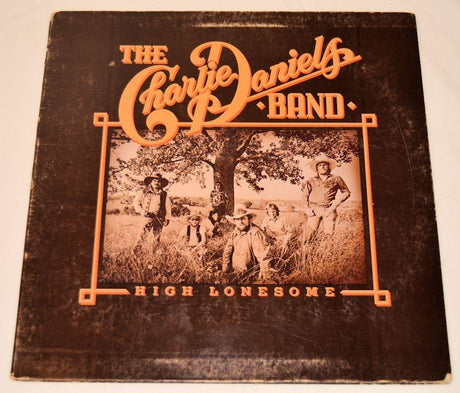 THE
Charlie Daniels
BAND
HIGH LONESOME